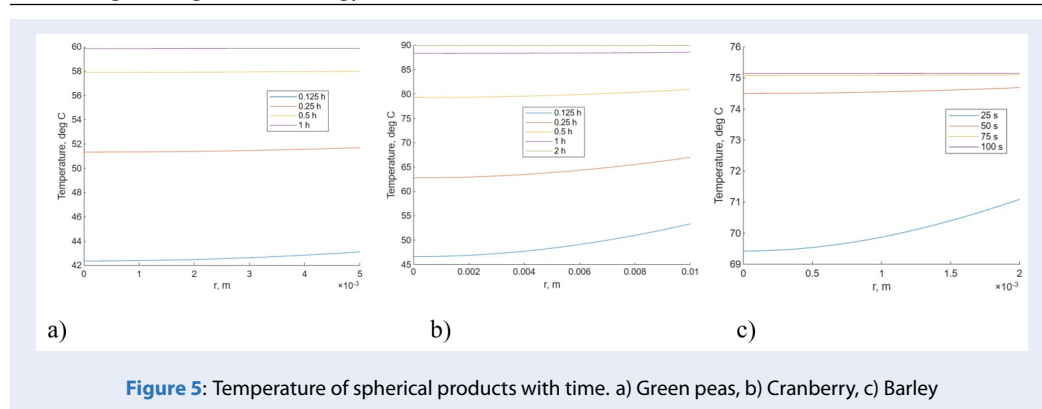 60
58
56
54
52
50
48
46
44
42
Temperature, deg C
0.125 h
0.25 h
0.5 h
1 h
0 1 2 3 4 5
r, m
×10-3
a)
90
85
80
75
70
65
60
55
50
45
Temperature, deg C
0.125 h
0.25 h
0.5 h
1 h
2 h
0 0.002 0.004 0.006 0.008 0.01
r, m
b)
76
75
74
73
72
71
70
69
Temperature, deg C
25 s
50 s
75 s
100 s
0 0.5 1 1.5 2
r, m
×10-3
c)
Figure 5: Temperature of spherical products with time. a) Green peas, b) Cranberry, c) Barley